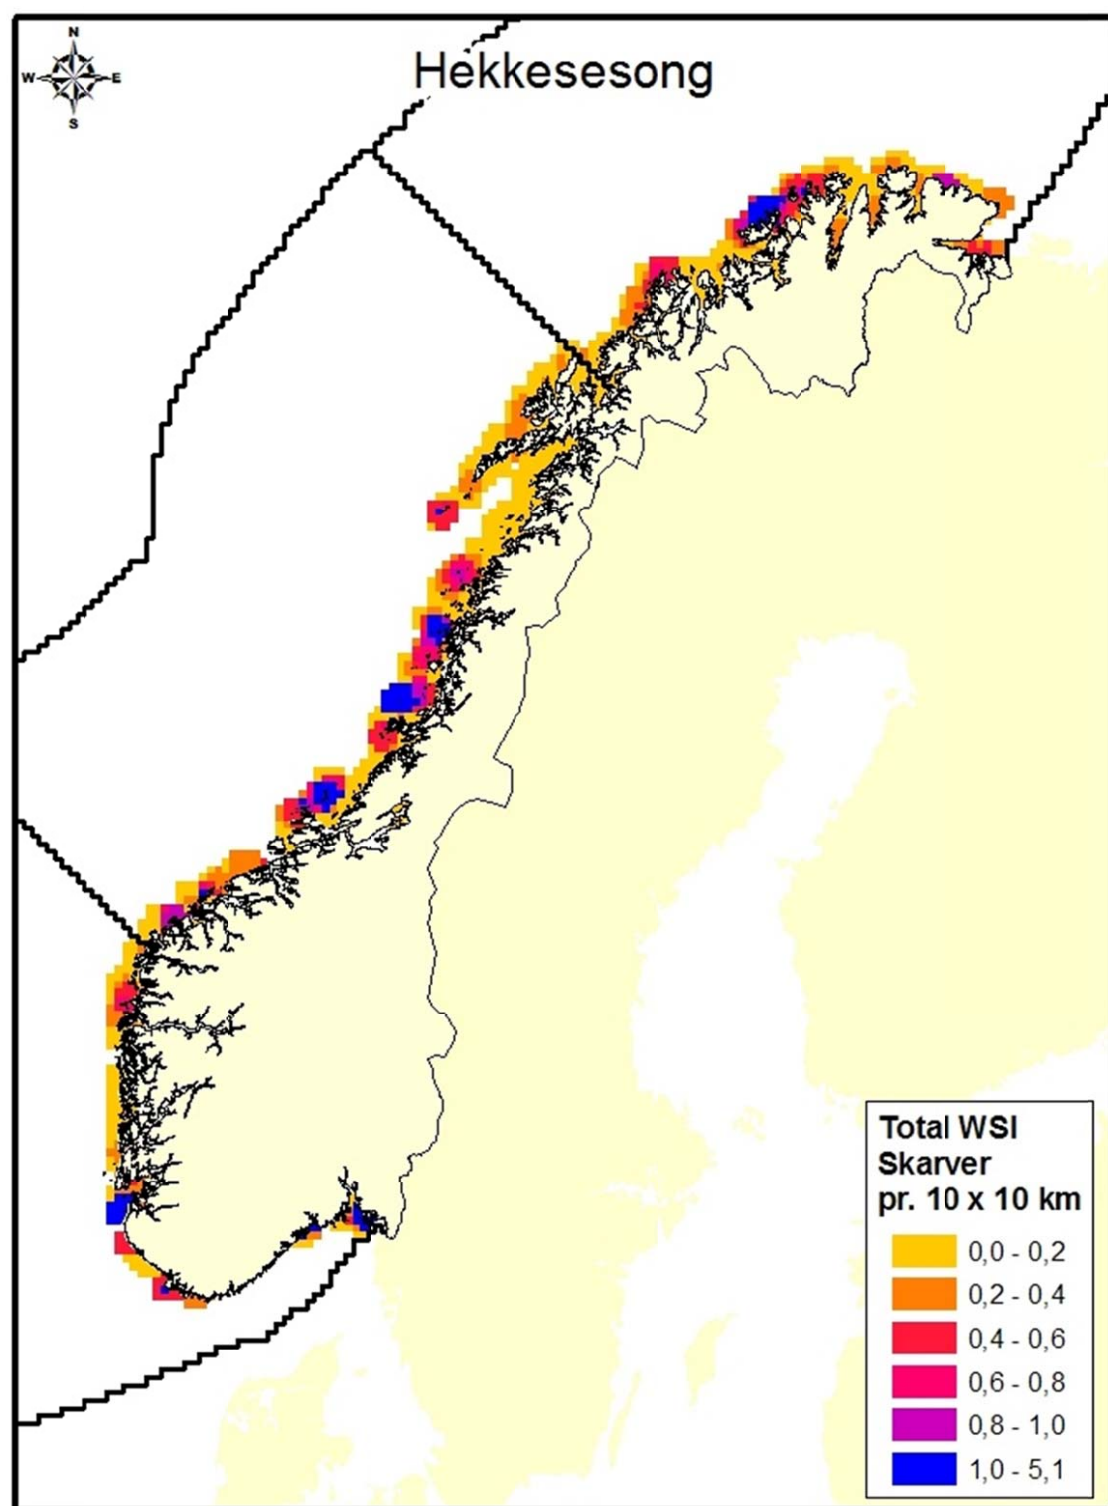 N
W E
S
Hekkesesong
Total WSI
Skarver
pr. 10 x 10 km
0,0 - 0,2
0,2 - 0,4
0,4 - 0,6
0,6 - 0,8
0,8 - 1,0
1,0 - 5,1